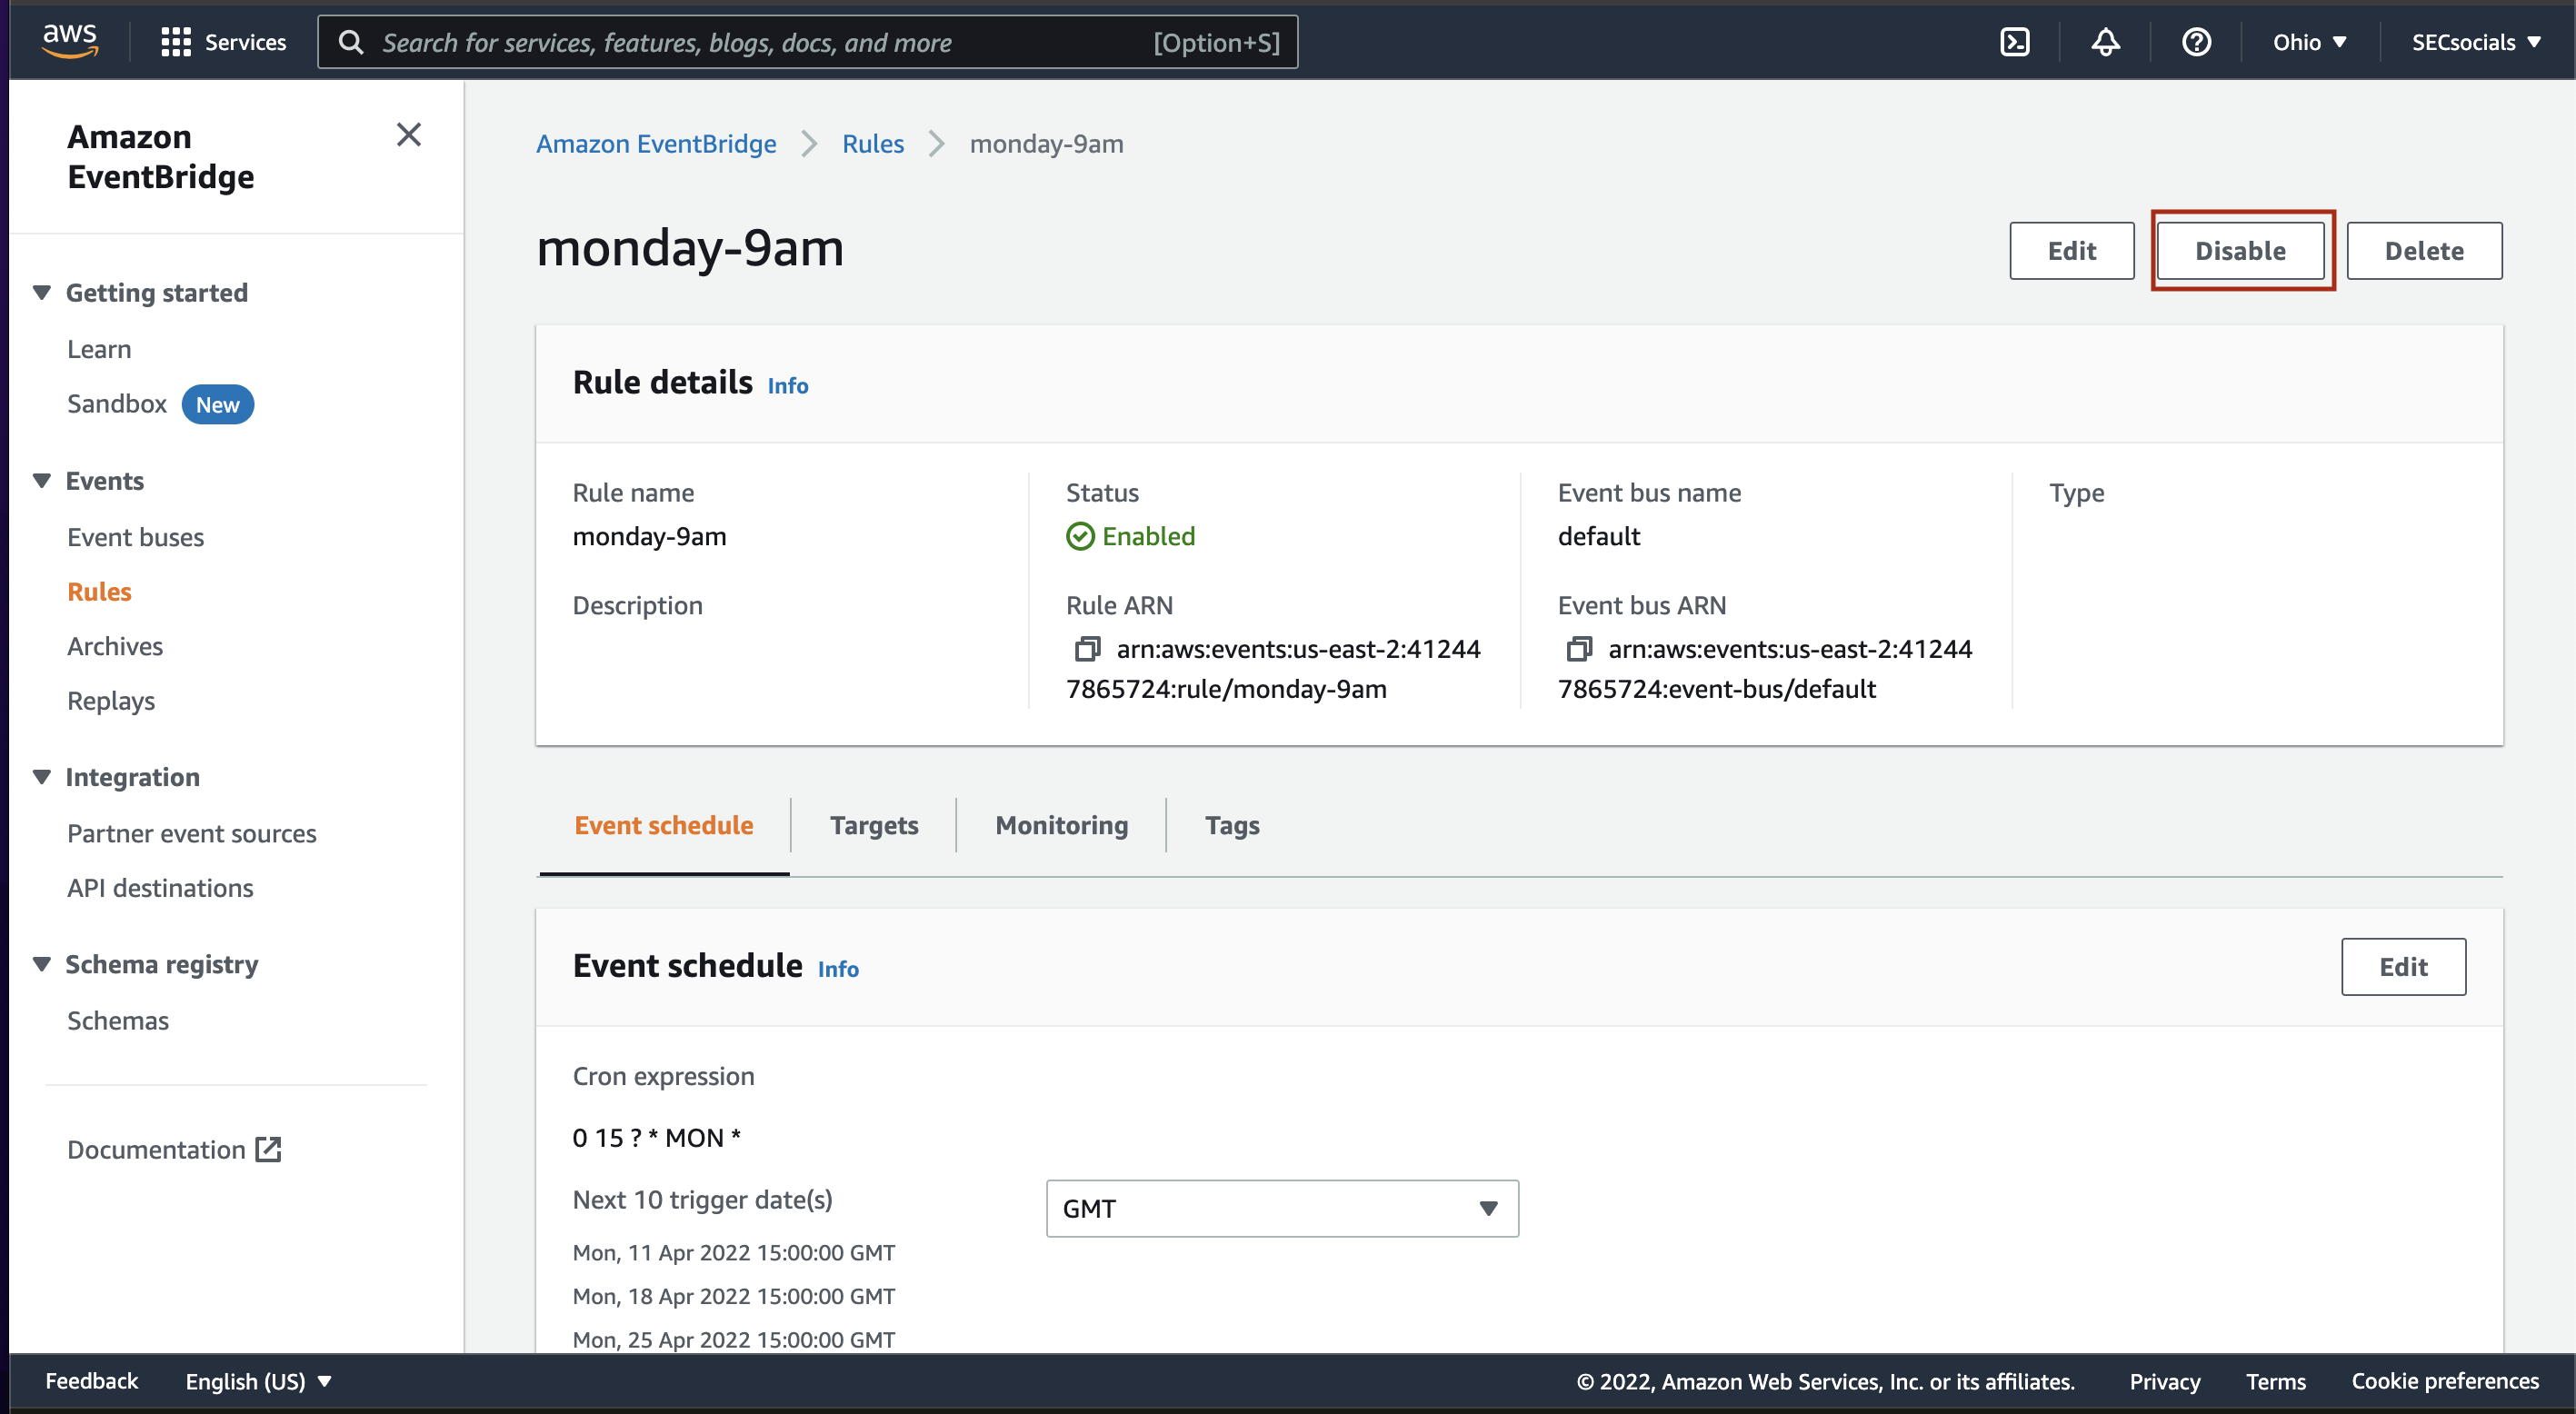 aws
Services
Search for services, features, blogs, docs, and more
[Option+S]
Ohio
SECsocials
Amazon
EventBridge
Getting started
Learn
Sandbox
New
Events
Event buses
Rules
Archives
Replays
Integration
Partner event sources
API destinations
Schema registry
Schemas
Documentation
Amazon EventBridge
Rules
monday-9am
monday-9am
Edit
Disable
Delete
Rule details Info
Rule name
monday-9am
Description
Status
Enabled
Rule ARN
arn:aws:events:us-east-2:41244
7865724:rule/monday-9am
Event bus name
default
Event bus ARN
arn:aws:events:us-east-2:41244
7865724:event-bus/default
Type
Event schedule
Targets
Monitoring
Tags
Event schedule Info
Edit
Cron expression
0 15 ? * MON *
Next 10 trigger date(s)
GMT
Mon, 11 Apr 2022 15:00:00 GMT
Mon, 18 Apr 2022 15:00:00 GMT
Mon, 25 Apr 2022 15:00:00 GMT
Feedback
English (US)
© 2022, Amazon Web Services, Inc. or its affiliates.
Privacy
Terms
Cookie preferences